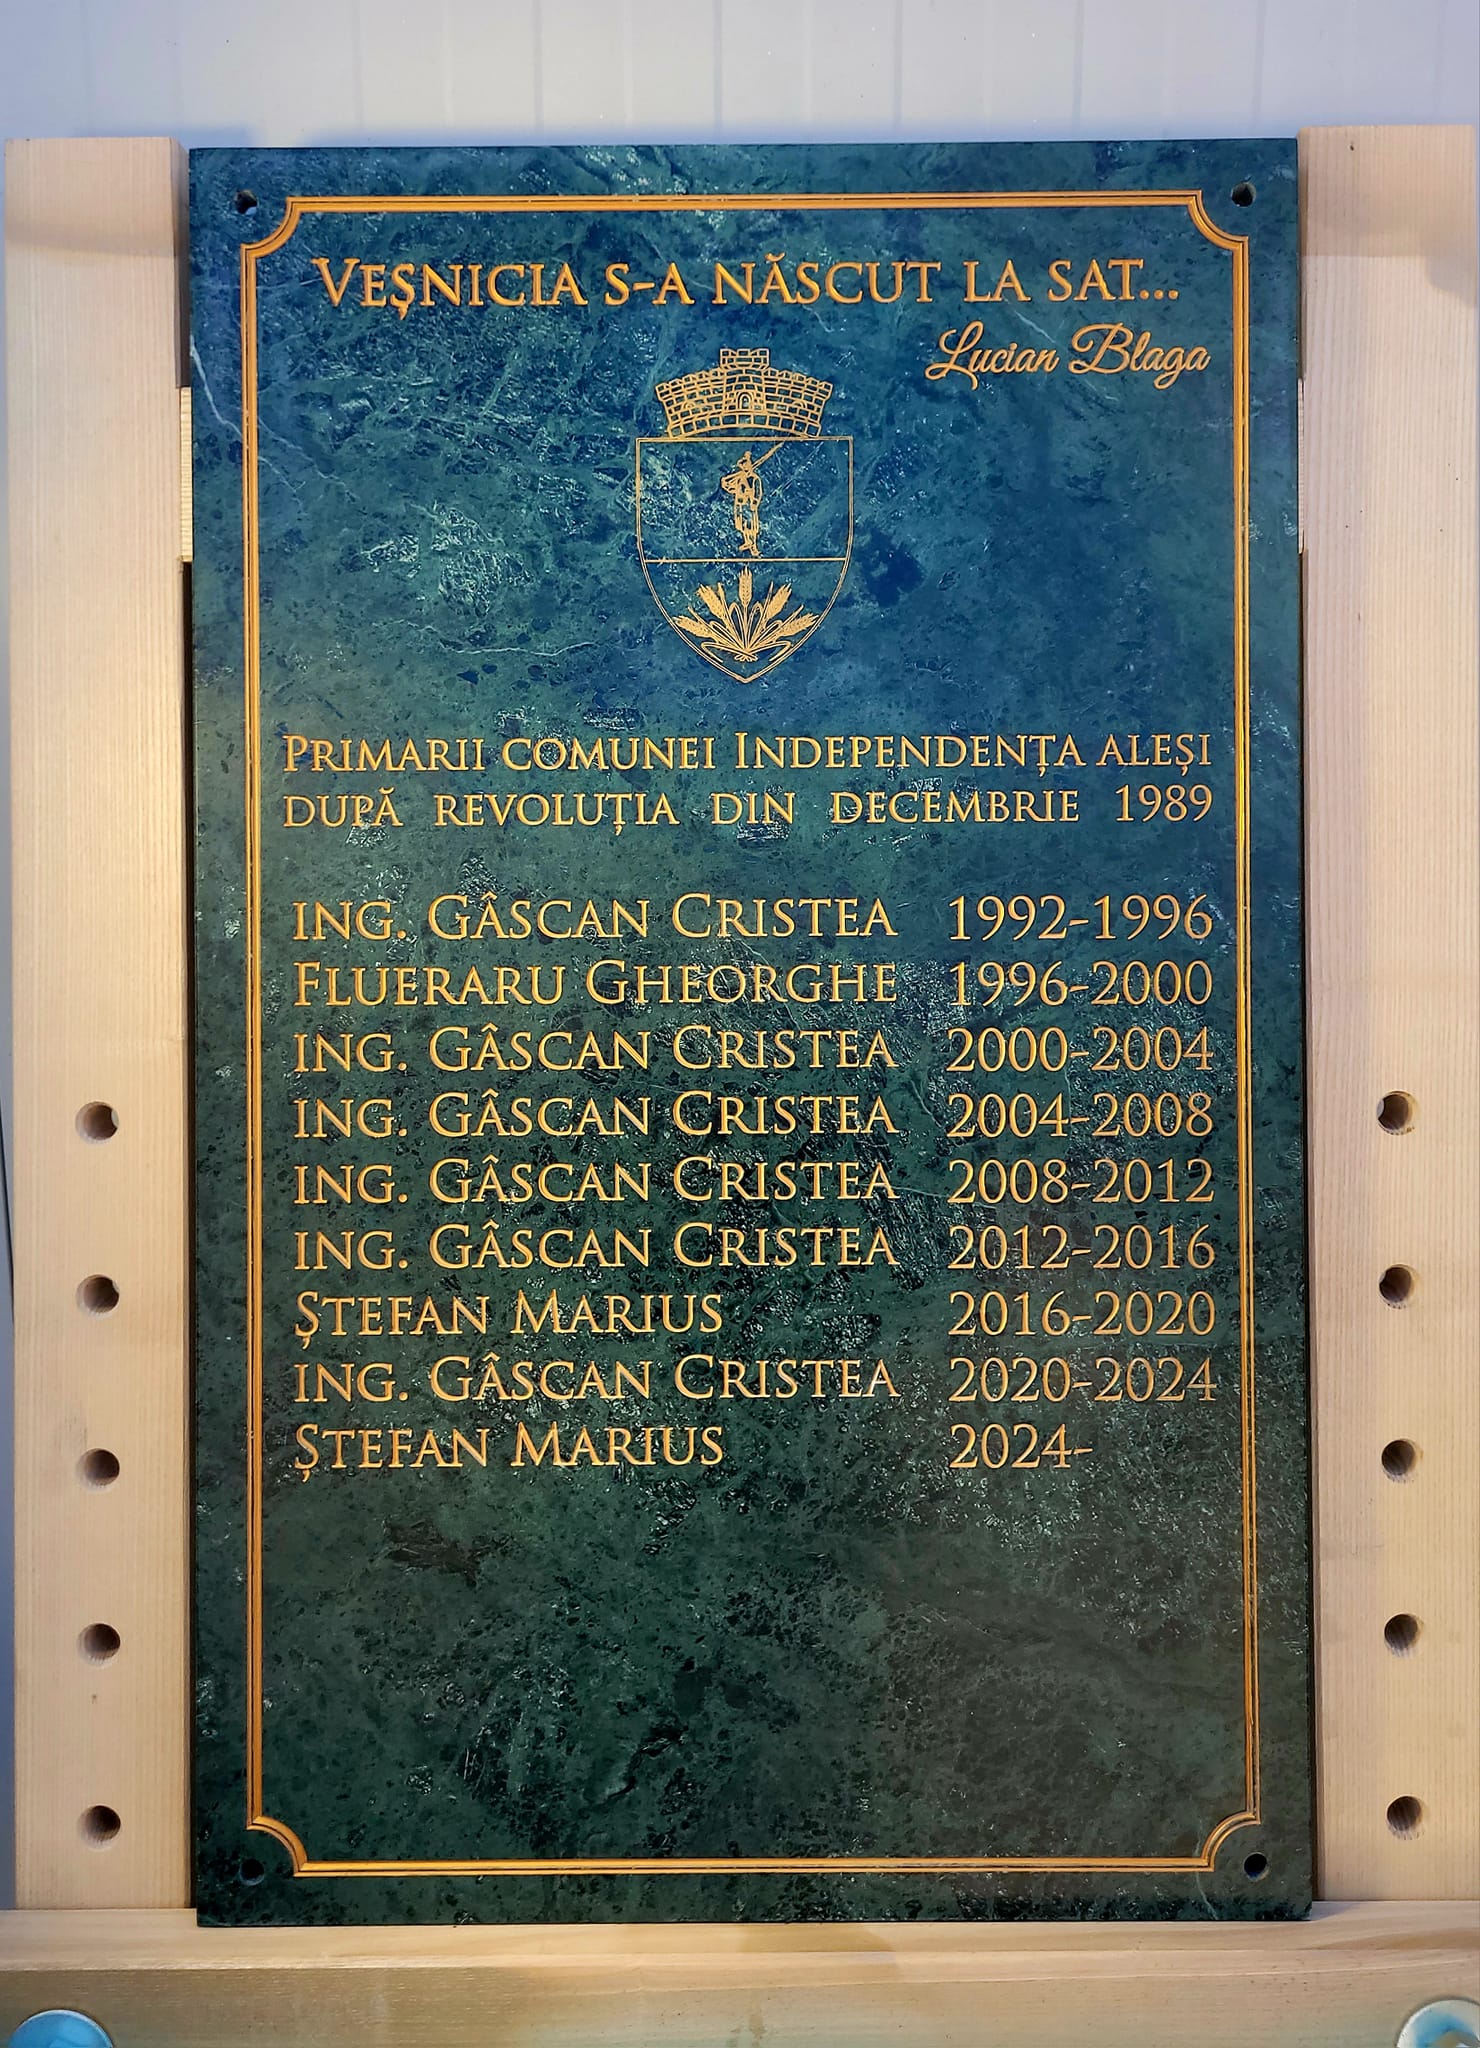 VEȘNICIA S-A NĂSCUT LA SAT...
Lucian Blaga
PRIMARII COMUNEI INDEPENDENȚA ALEȘI
DUPĂ REVOLUȚIA DIN DECEMBRIE 1989
ING. GÂSCAN CRISTEA 1992-1996
FLUERARU GHEORGHE 1996-2000
ING. GÂSCAN CRISTEA 2000-2004
ING. GÂSCAN CRISTEA 2004-2008
ING. GÂSCAN CRISTEA 2008-2012
ING. GÂSCAN CRISTEA 2012-2016
ȘTEFAN MARIUS 2016-2020
ING. GÂSCAN CRISTEA 2020-2024
ȘTEFAN MARIUS 2024-